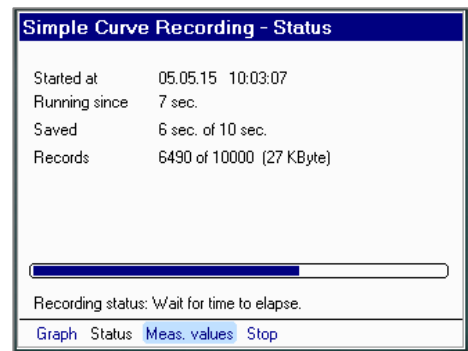 Simple Curve Recording - Status
Started at 05.05.15 10:03:07
Running since 7 sec.
Saved 6 sec. of 10 sec.
Records 6490 of 10000 (27 KByte)
Recording status: Wait for time to elapse.
Graph Status Meas. values Stop